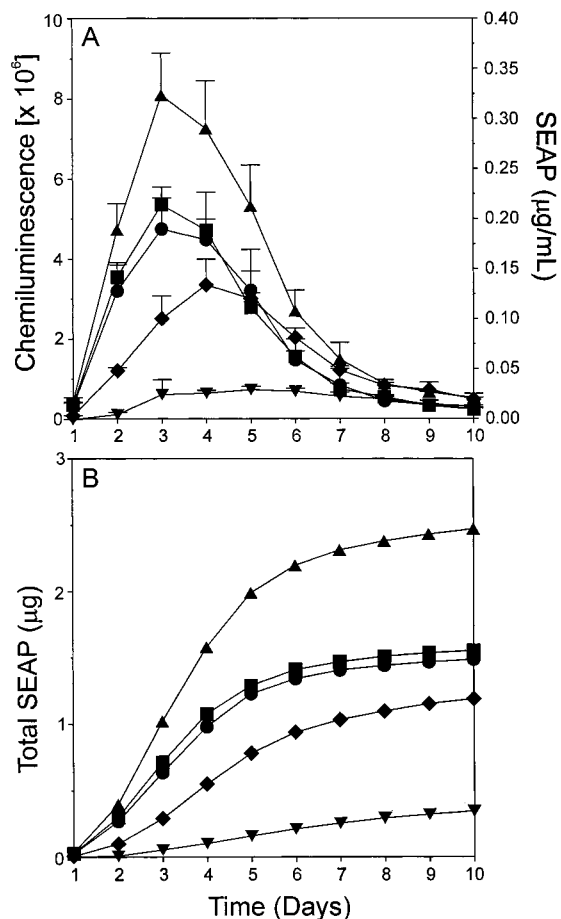 A
Chemiluminescence [x 10⁶]
10
8
6
4
2
0
SEAP (µg/mL)
0.40
0.35
0.30
0.25
0.20
0.15
0.10
0.05
0.00
1 2 3 4 5 6 7 8 9 10
B
Total SEAP (µg)
3
2
1
0
1 2 3 4 5 6 7 8 9 10
Time (Days)